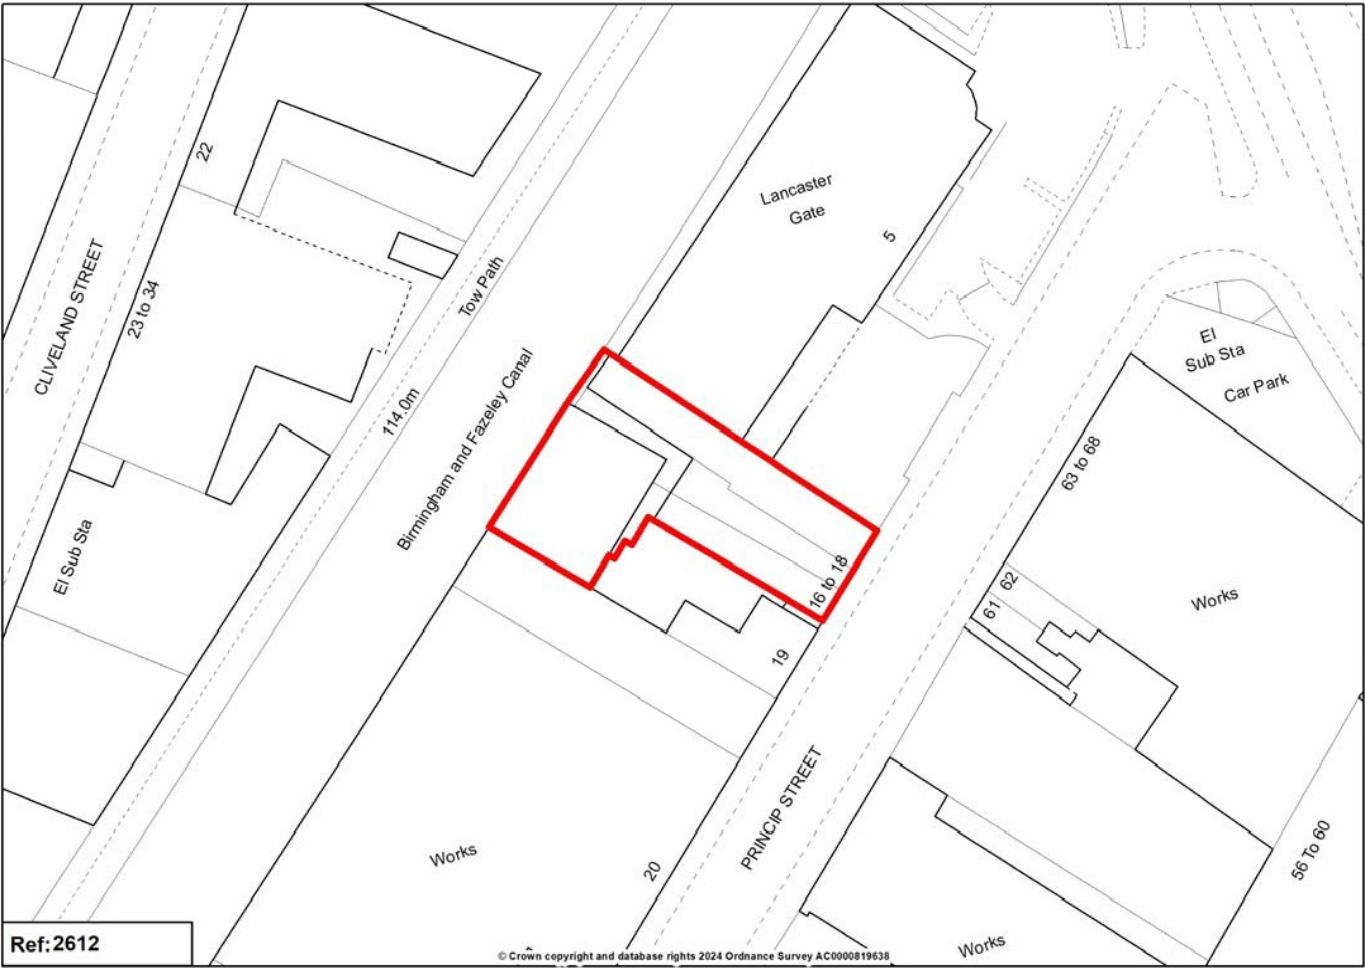 22
Lancaster
Gate
5
CLIVELAND STREET
23 to 34
Tow Path
El
Sub Sta
Car Park
114.0m
Birmingham and Fazeley Canal
63 to 68
El Sub Sta
16 to 18
62
61
Works
19
PRINCIP STREET
Works
20
56 To 60
Works
Ref:2612
© Crown copyright and database rights 2024 Ordnance Survey AC0000819638